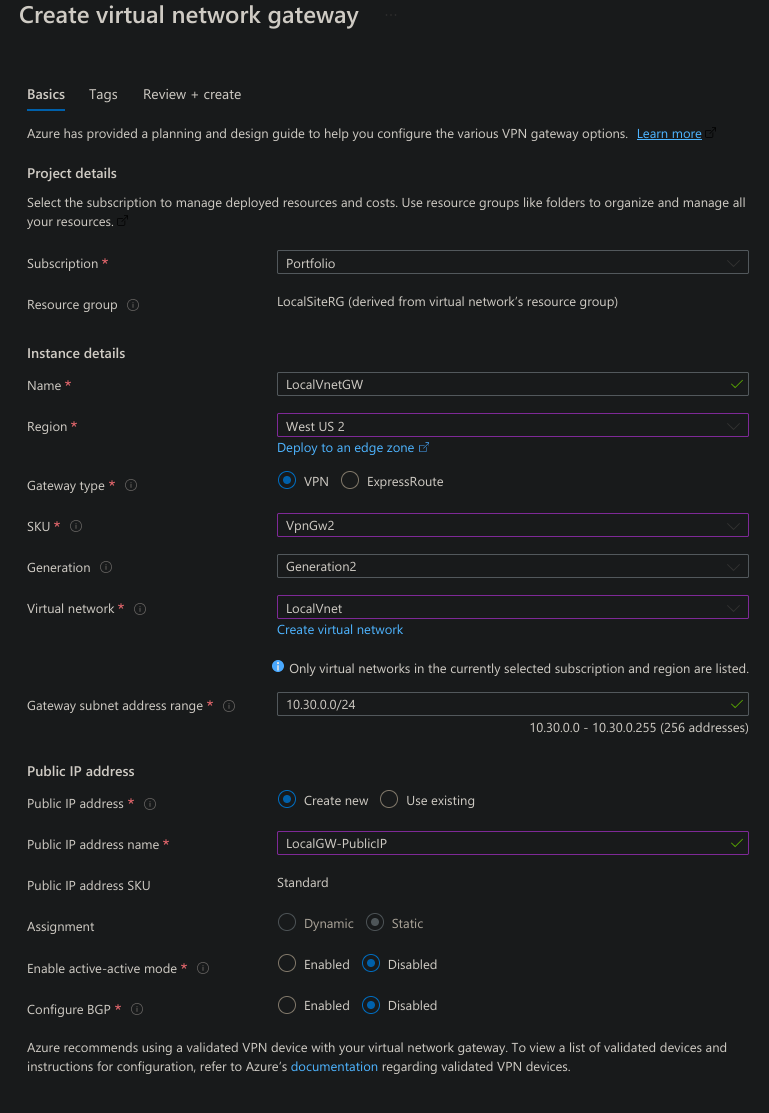 Create virtual network gateway ...
Basics Tags Review + create
Azure has provided a planning and design guide to help you configure the various VPN gateway options. Learn more
Project details
Select the subscription to manage deployed resources and costs. Use resource groups like folders to organize and manage all
your resources.
Subscription * Portfolio
Resource group LocalSiteRG (derived from virtual network's resource group)
Instance details
Name * LocalVnetGW
Region * West US 2
Deploy to an edge zone
Gateway type * VPN ExpressRoute
SKU * VpnGw2
Generation Generation2
Virtual network * LocalVnet
Create virtual network
Only virtual networks in the currently selected subscription and region are listed.
Gateway subnet address range * 10.30.0.0/24
10.30.0.0 - 10.30.0.255 (256 addresses)
Public IP address
Public IP address * Create new Use existing
Public IP address name * LocalGW-PublicIP
Public IP address SKU Standard
Assignment Dynamic Static
Enable active-active mode * Enabled Disabled
Configure BGP * Enabled Disabled
Azure recommends using a validated VPN device with your virtual network gateway. To view a list of validated devices and
instructions for configuration, refer to Azure's documentation regarding validated VPN devices.